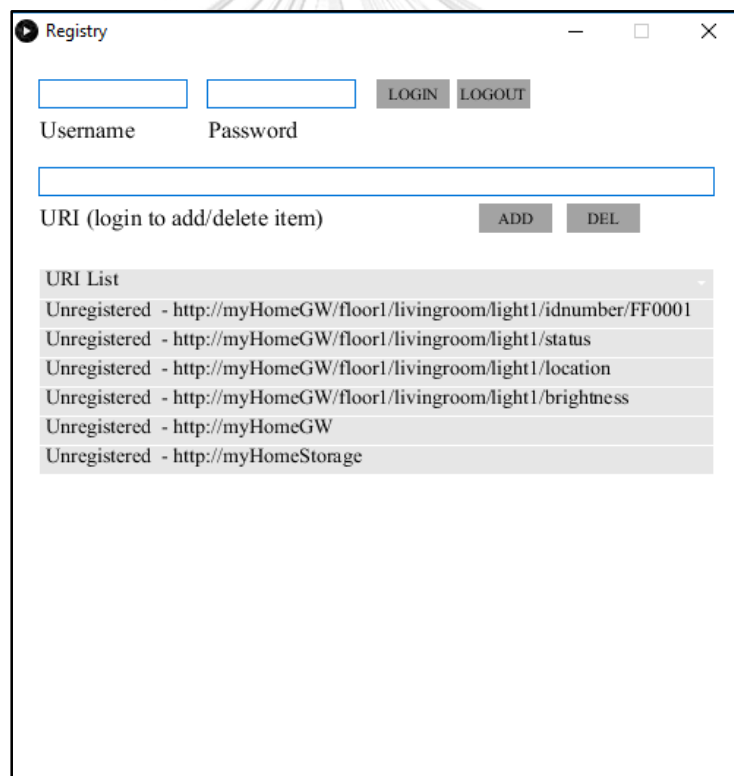 Registry
LOGIN LOGOUT
Username Password
URI (login to add/delete item) ADD DEL
URI List
Unregistered - http://myHomeGW/floor1/livingroom/light1/idnumber/FF0001
Unregistered - http://myHomeGW/floor1/livingroom/light1/status
Unregistered - http://myHomeGW/floor1/livingroom/light1/location
Unregistered - http://myHomeGW/floor1/livingroom/light1/brightness
Unregistered - http://myHomeGW
Unregistered - http://myHomeStorage